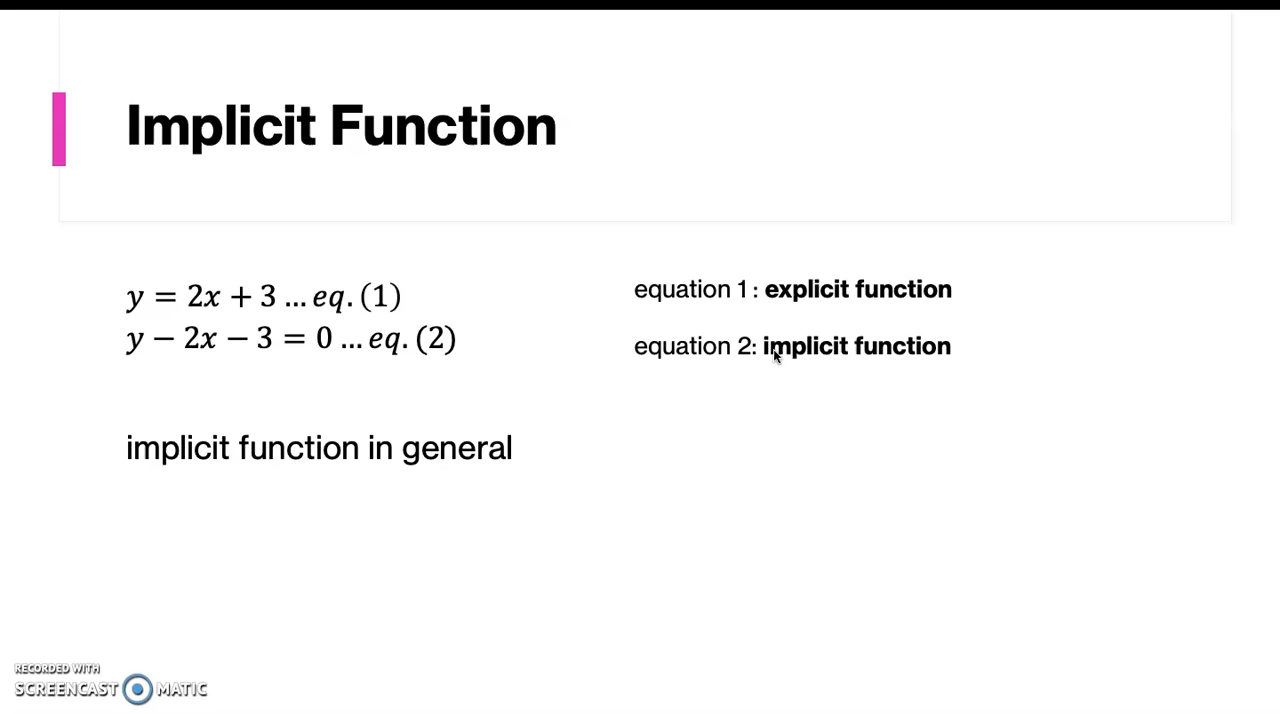 Implicit Function
y = 2x + 3 … eq. (1)
y − 2x − 3 = 0 … eq. (2)
equation 1: explicit function
equation 2: implicit function
implicit function in general
RECORDED WITH
SCREENCAST MATIC